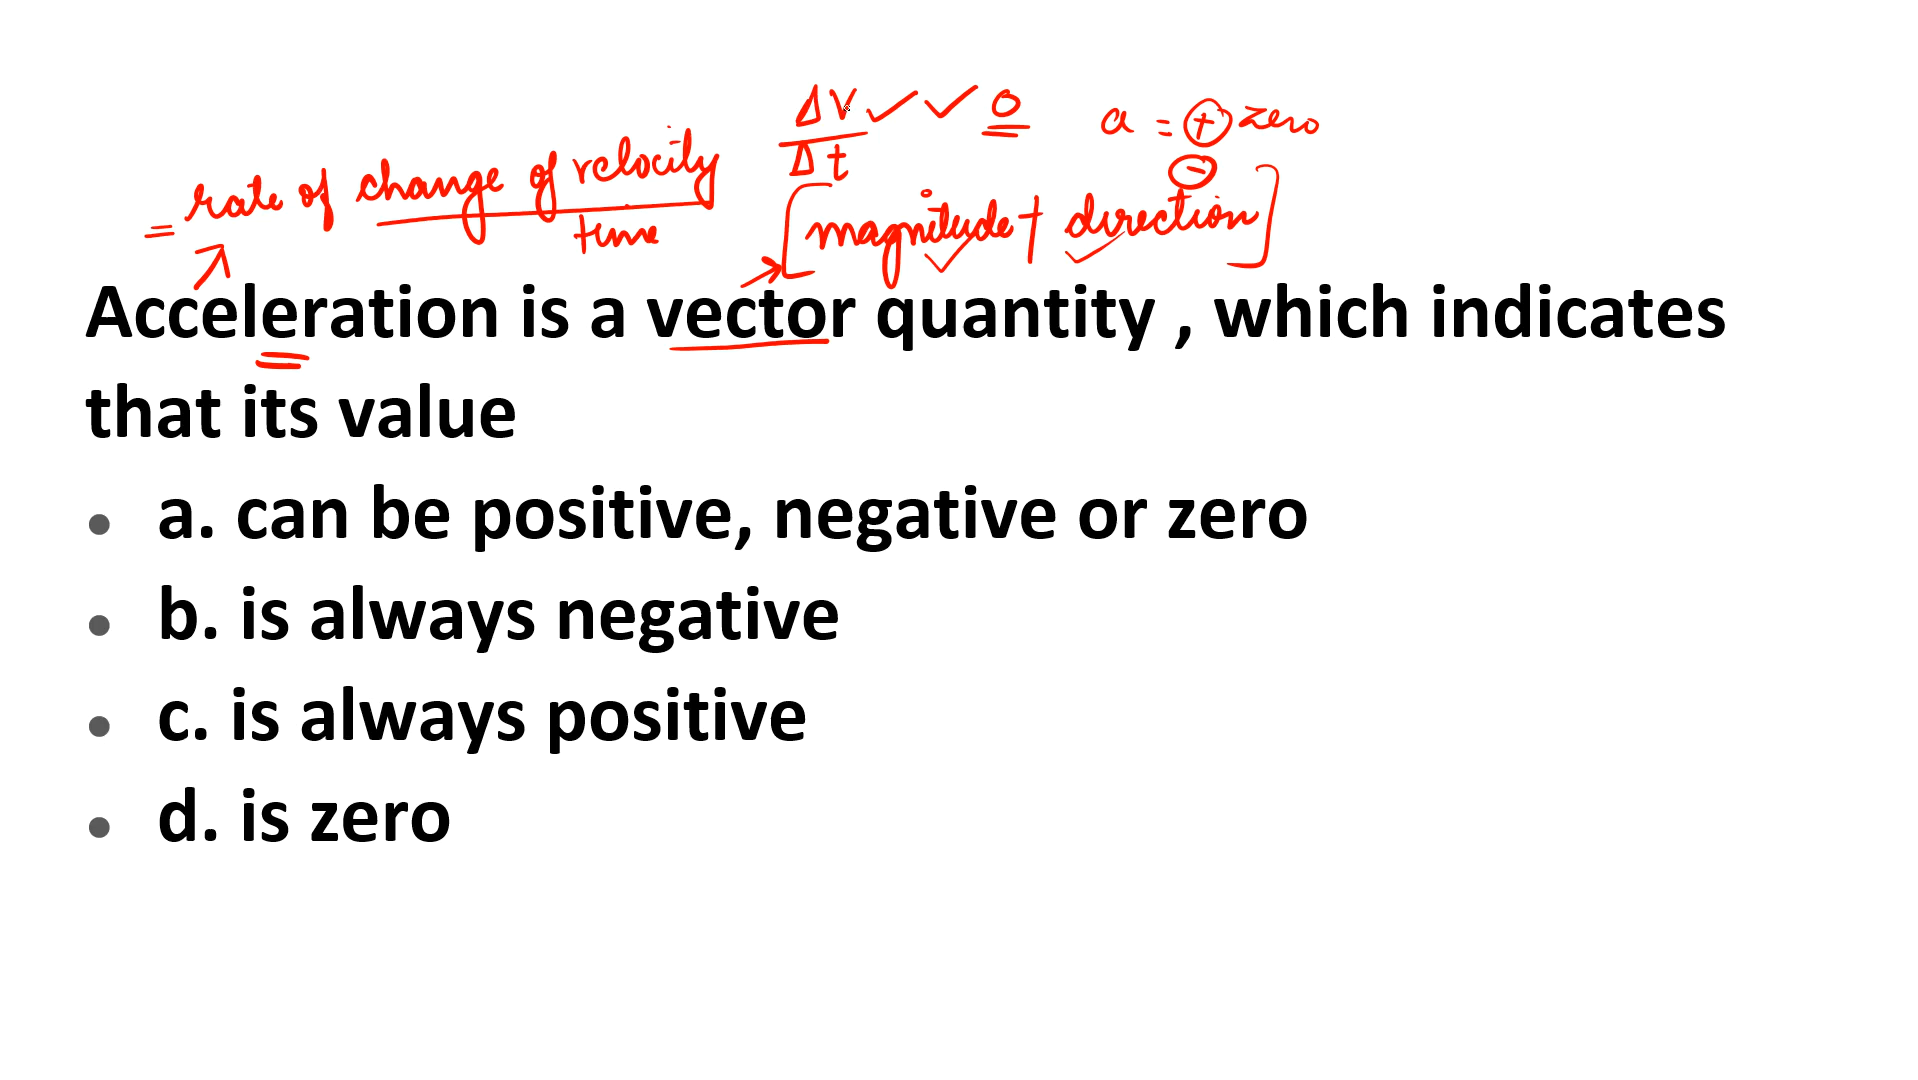 Δv 0 a = + zero
Δt −
= rate of change of velocity
time
[magnitude + direction]
Acceleration is a vector quantity , which indicates
that its value
• a. can be positive, negative or zero
• b. is always negative
• c. is always positive
• d. is zero